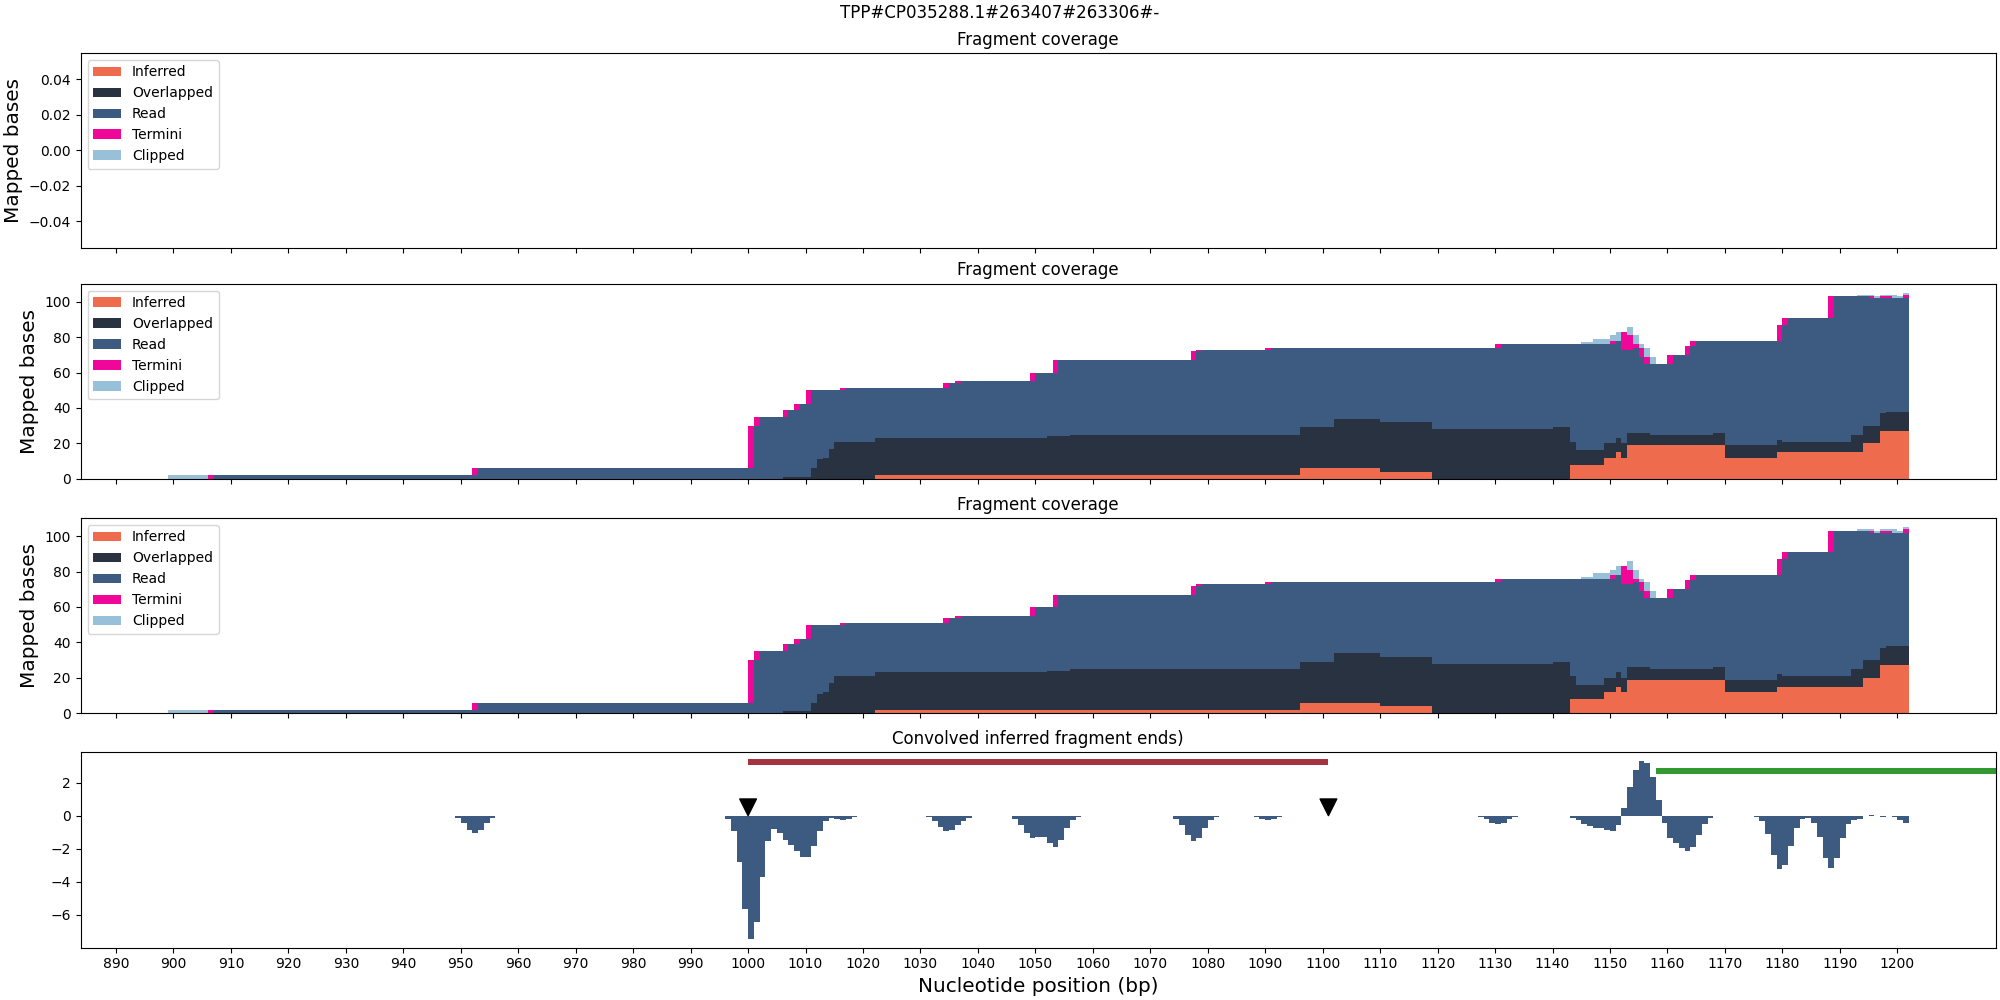 TPP#CP035288.1#263407#263306#-
Fragment coverage
Mapped bases
0.04
0.02
0.00
−0.02
−0.04
Inferred
Overlapped
Read
Termini
Clipped
Fragment coverage
Mapped bases
100
80
60
40
20
0
Inferred
Overlapped
Read
Termini
Clipped
Fragment coverage
Mapped bases
100
80
60
40
20
0
Inferred
Overlapped
Read
Termini
Clipped
Convolved inferred fragment ends)
2
0
−2
−4
−6
890 900 910 920 930 940 950 960 970 980 990 1000 1010 1020 1030 1040 1050 1060 1070 1080 1090 1100 1110 1120 1130 1140 1150 1160 1170 1180 1190 1200
Nucleotide position (bp)